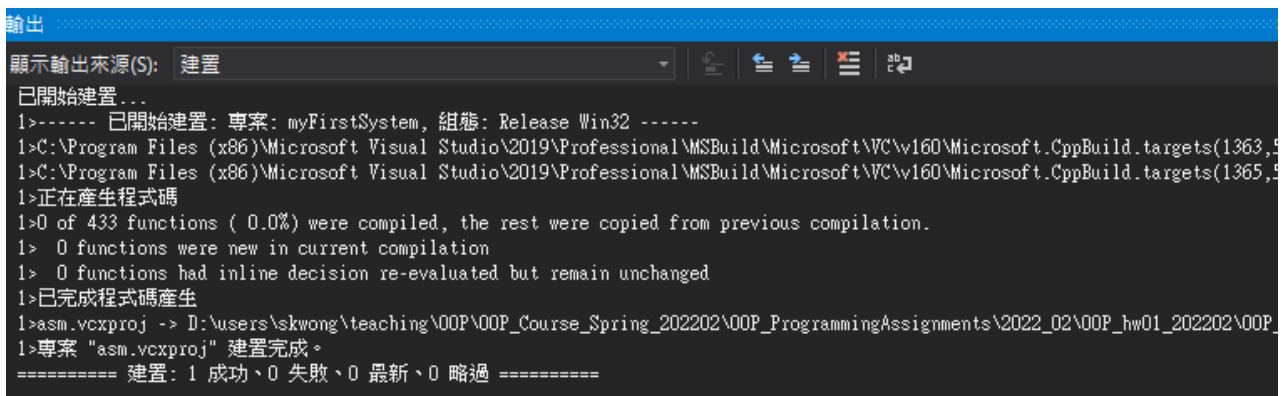 輸出
顯示輸出來源(S): 建置
已開始建置...
1>------ 已開始建置: 專案: myFirstSystem, 組態: Release Win32 ------
1>C:\Program Files (x86)\Microsoft Visual Studio\2019\Professional\MSBuild\Microsoft\VC\v160\Microsoft.CppBuild.targets(1363,5
1>C:\Program Files (x86)\Microsoft Visual Studio\2019\Professional\MSBuild\Microsoft\VC\v160\Microsoft.CppBuild.targets(1365,5
1>正在產生程式碼
1>0 of 433 functions ( 0.0%) were compiled, the rest were copied from previous compilation.
1>  0 functions were new in current compilation
1>  0 functions had inline decision re-evaluated but remain unchanged
1>已完成程式碼產生
1>asm.vcxproj -> D:\users\skwong\teaching\OOP\OOP_Course_Spring_202202\OOP_ProgrammingAssignments\2022_02\OOP_hw01_202202\OOP_
1>專案 "asm.vcxproj" 建置完成。
========== 建置: 1 成功、0 失敗、0 最新、0 略過 ==========